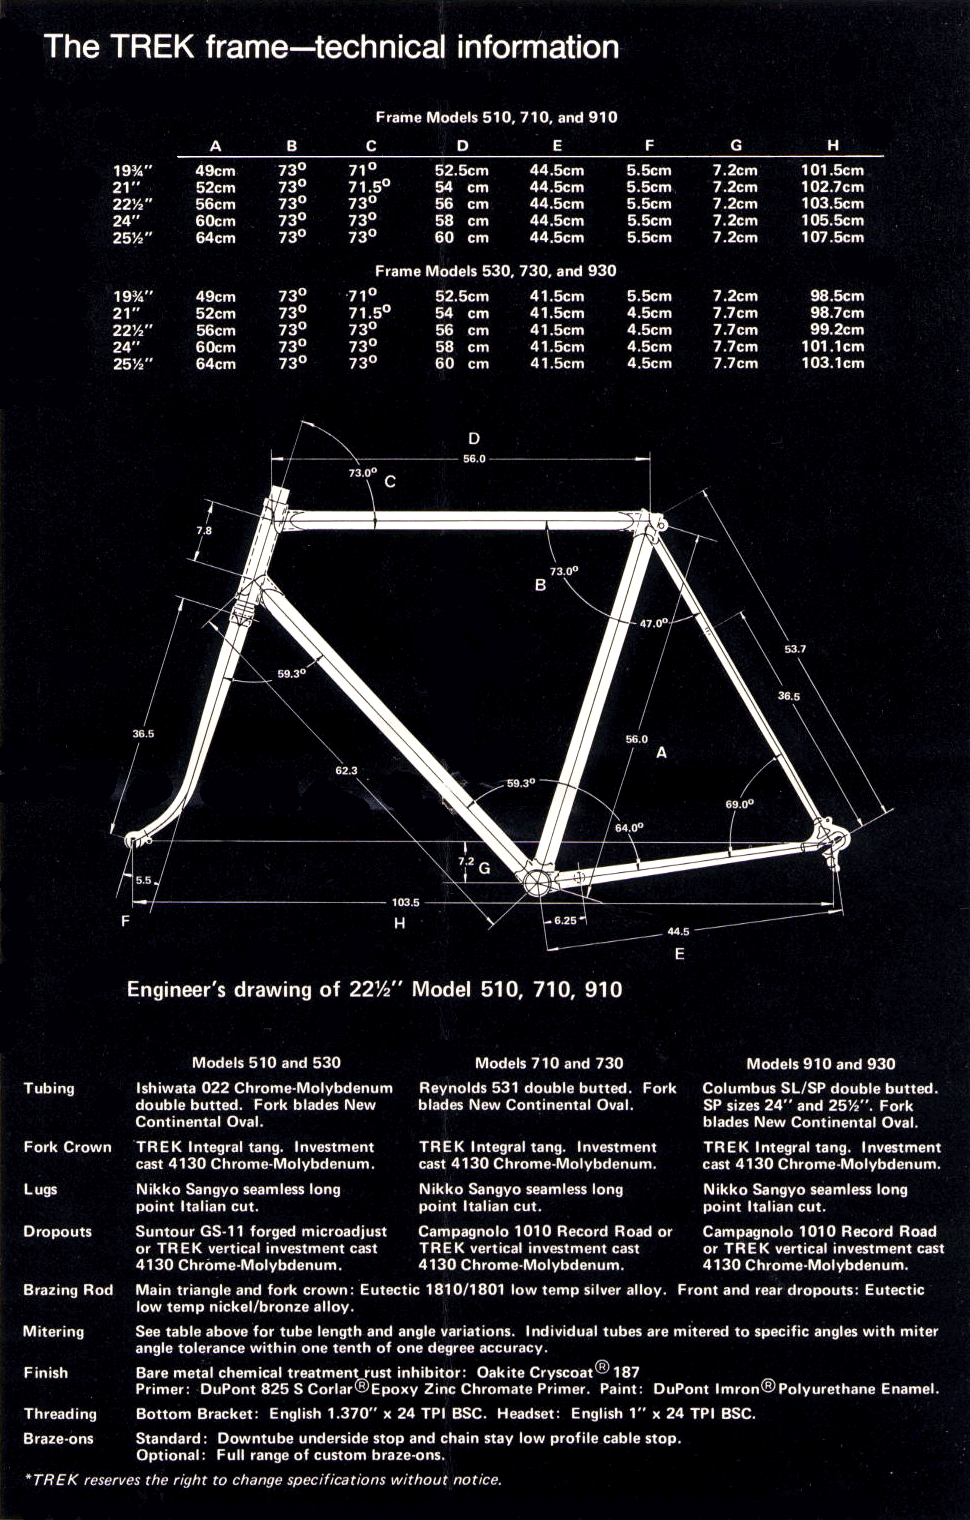 The TREK frame—technical information
Frame Models 510, 710, and 910
A B C D E F G H
19¾″ 49cm 73° 71° 52.5cm 44.5cm 5.5cm 7.2cm 101.5cm
21″ 52cm 73° 71.5° 54 cm 44.5cm 5.5cm 7.2cm 102.7cm
22½″ 56cm 73° 73° 56 cm 44.5cm 5.5cm 7.2cm 103.5cm
24″ 60cm 73° 73° 58 cm 44.5cm 5.5cm 7.2cm 105.5cm
25½″ 64cm 73° 73° 60 cm 44.5cm 5.5cm 7.2cm 107.5cm
Frame Models 530, 730, and 930
19¾″ 49cm 73° 71° 52.5cm 41.5cm 5.5cm 7.2cm 98.5cm
21″ 52cm 73° 71.5° 54 cm 41.5cm 4.5cm 7.7cm 98.7cm
22½″ 56cm 73° 73° 56 cm 41.5cm 4.5cm 7.7cm 99.2cm
24″ 60cm 73° 73° 58 cm 41.5cm 4.5cm 7.7cm 101.1cm
25½″ 64cm 73° 73° 60 cm 41.5cm 4.5cm 7.7cm 103.1cm
D
56.0
73.0° C
7.8
73.0°
B
47.0°
53.7
59.3°
36.5
36.5
56.0 A
62.3
59.3°
69.0°
64.0°
7.2 G
5.5
103.5
F H
6.25
44.5
E
Engineer's drawing of 22½″ Model 510, 710, 910
Models 510 and 530 Models 710 and 730 Models 910 and 930
Tubing Ishiwata 022 Chrome-Molybdenum Reynolds 531 double butted. Fork Columbus SL/SP double butted.
double butted. Fork blades New blades New Continental Oval. SP sizes 24″ and 25½″. Fork
Continental Oval. blades New Continental Oval.
Fork Crown TREK Integral tang. Investment TREK Integral tang. Investment TREK Integral tang. Investment
cast 4130 Chrome-Molybdenum. cast 4130 Chrome-Molybdenum. cast 4130 Chrome-Molybdenum.
Lugs Nikko Sangyo seamless long Nikko Sangyo seamless long Nikko Sangyo seamless long
point Italian cut. point Italian cut. point Italian cut.
Dropouts Suntour GS-11 forged microadjust Campagnolo 1010 Record Road or Campagnolo 1010 Record Road
or TREK vertical investment cast TREK vertical investment cast or TREK vertical investment cast
4130 Chrome-Molybdenum. 4130 Chrome-Molybdenum. 4130 Chrome-Molybdenum.
Brazing Rod Main triangle and fork crown: Eutectic 1810/1801 low temp silver alloy. Front and rear dropouts: Eutectic
low temp nickel/bronze alloy.
Mitering See table above for tube length and angle variations. Individual tubes are mitered to specific angles with miter
angle tolerance within one tenth of one degree accuracy.
Finish Bare metal chemical treatment rust inhibitor: Oakite Cryscoat® 187
Primer: DuPont 825 S Corlar® Epoxy Zinc Chromate Primer. Paint: DuPont Imron® Polyurethane Enamel.
Threading Bottom Bracket: English 1.370″ x 24 TPI BSC. Headset: English 1″ x 24 TPI BSC.
Braze-ons Standard: Downtube underside stop and chain stay low profile cable stop.
Optional: Full range of custom braze-ons.
*TREK reserves the right to change specifications without notice.